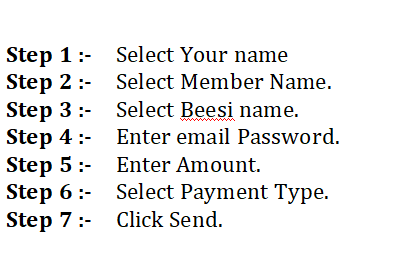 Step 1 :- Select Your name
Step 2 :- Select Member Name.
Step 3 :- Select Beesi name.
Step 4 :- Enter email Password.
Step 5 :- Enter Amount.
Step 6 :- Select Payment Type.
Step 7 :- Click Send.